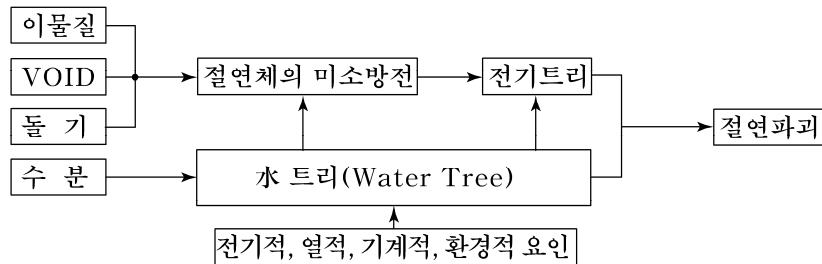 이물질
VOID
돌 기
수 분
절연체의 미소방전
전기트리
절연파괴
水 트리(Water Tree)
전기적, 열적, 기계적, 환경적 요인